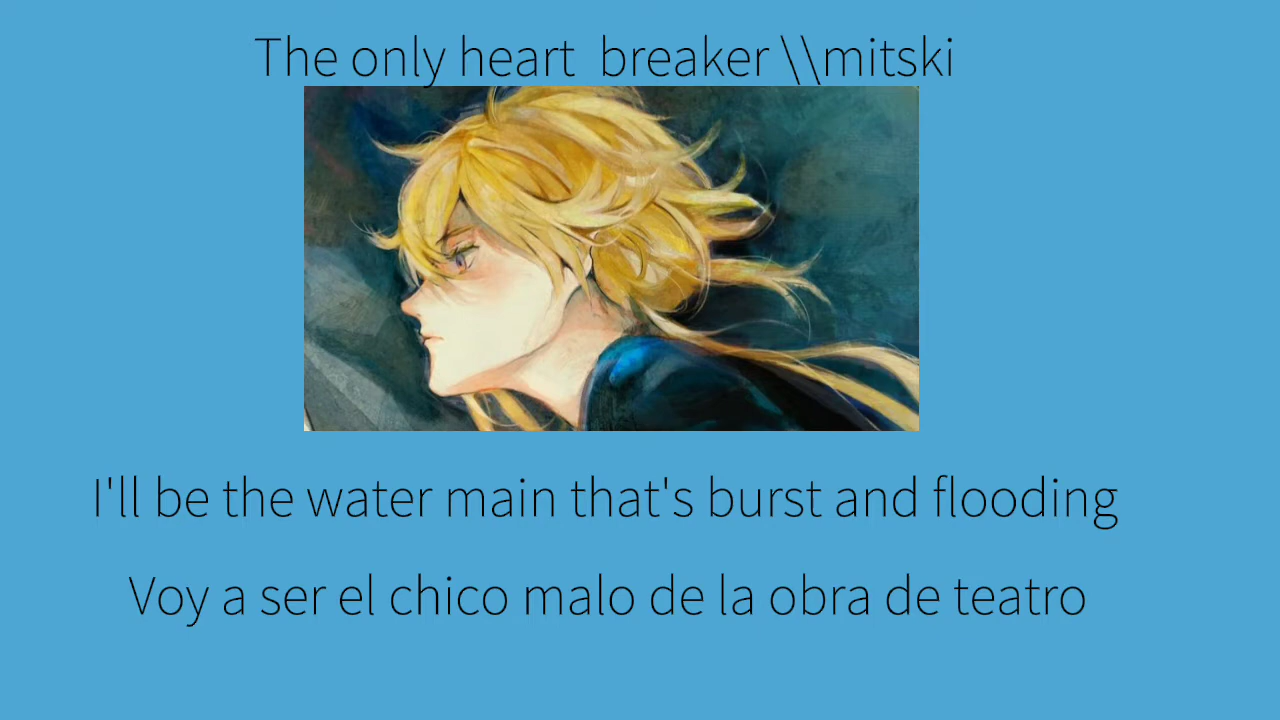 The only heart  breaker \\mitski
I'll be the water main that's burst and flooding
Voy a ser el chico malo de la obra de teatro